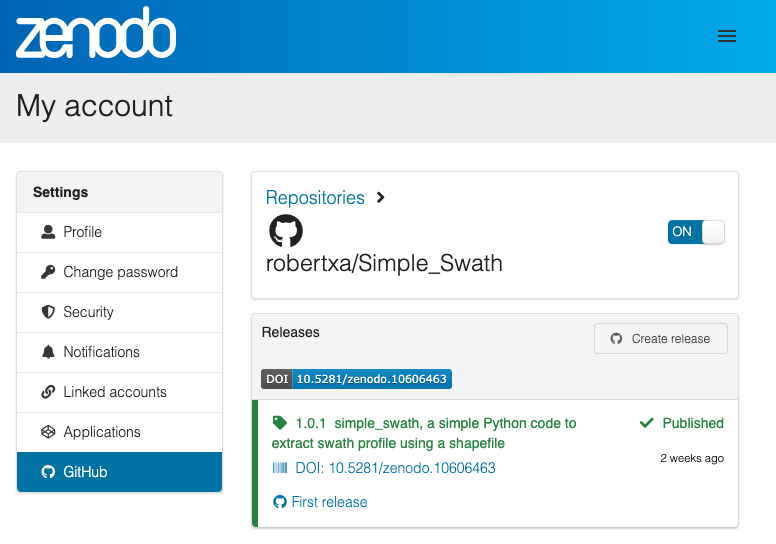 zenodo
My account
Settings
Profile
Change password
Security
Notifications
Linked accounts
Applications
GitHub
Repositories
robertxa/Simple_Swath
ON
Releases
Create release
DOI 10.5281/zenodo.10606463
1.0.1 simple_swath, a simple Python code to
extract swath profile using a shapefile
Published
2 weeks ago
DOI: 10.5281/zenodo.10606463
First release